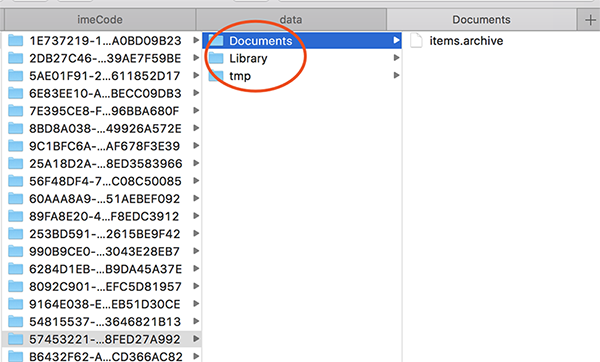 imeCode
data
Documents
+
1E737219-1...A0BD09B23
2DB27C46-...39AE7F59BE
5AE01F91-2...611852D17
6E83EE10-A...BECC09DB3
7E395CE8-F...96BBA680F
8BD8A038-...49926A572E
9C1BFC6A-...AF678F3E39
25A18D2A-...8ED3583966
56F48DF4-7...C08C50085
60AAA8A9-...51AEBEF092
89FA8E20-4...F8EDC3912
253BD591-...2615BE9F42
990B9CE0-...3043E28EB7
6284D1EB-...B9DA45A37E
8092C901-...EFC5D81957
9164E038-E...EB51D30CE
54815537-...3646821B13
57453221-...8FED27A992
B6432F62-A...CD366AC82
Documents
Library
tmp
items.archive